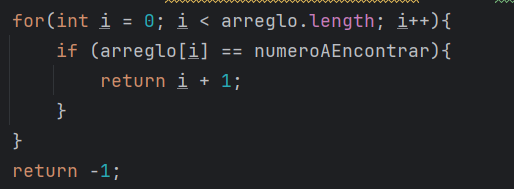 for(int i = 0; i < arreglo.length; i++){
    if (arreglo[i] == numeroAEncontrar){
        return i + 1;
    }
}
return -1;